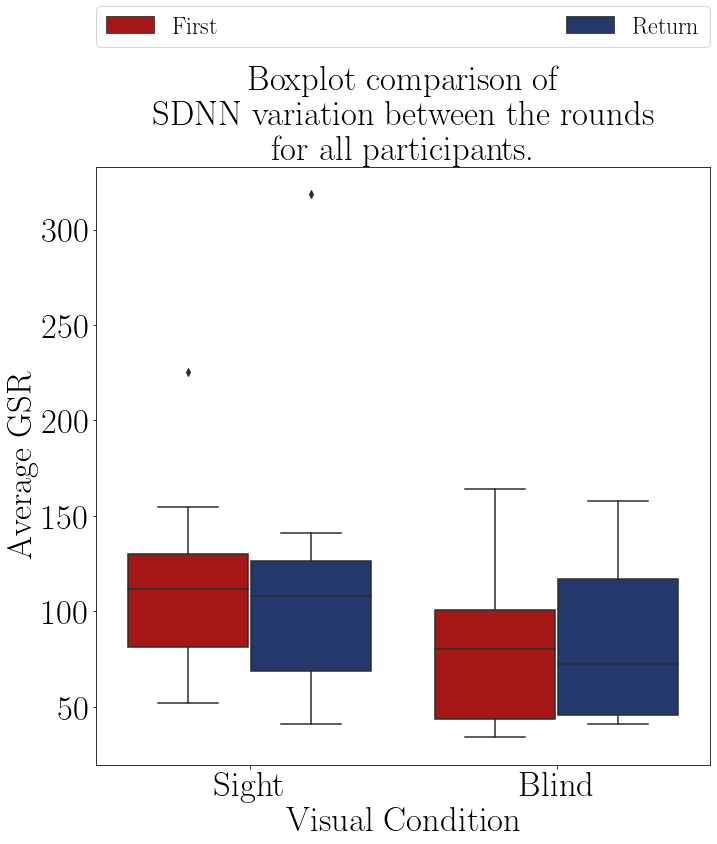 First
Return
Boxplot comparison of
SDNN variation between the rounds
for all participants.
300
250
200
150
100
50
Average GSR
Sight
Blind
Visual Condition